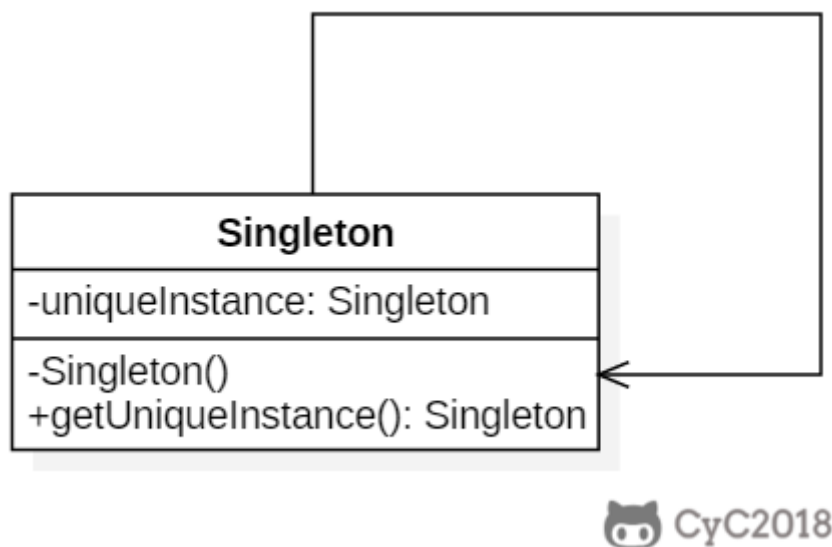 Singleton
-uniqueInstance: Singleton
-Singleton()
+getUniqueInstance(): Singleton
CyC2018